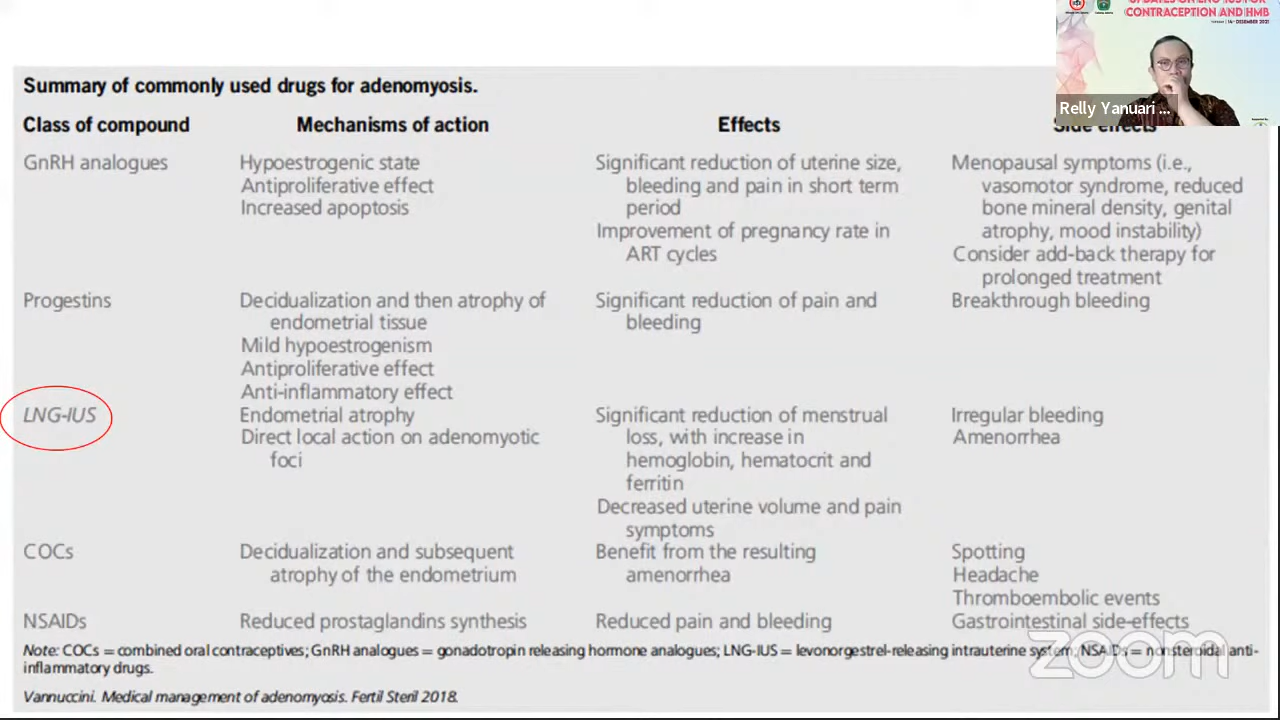 UPDATES ON LNG-IUS FOR
CONTRACEPTION AND HMB
Relly Yanuari ...
Summary of commonly used drugs for adenomyosis.
Class of compound Mechanisms of action Effects Side effects
GnRH analogues Hypoestrogenic state Significant reduction of uterine size, Menopausal symptoms (i.e.,
Antiproliferative effect bleeding and pain in short term vasomotor syndrome, reduced
Increased apoptosis period bone mineral density, genital
Improvement of pregnancy rate in atrophy, mood instability)
ART cycles Consider add-back therapy for
prolonged treatment
Progestins Decidualization and then atrophy of Significant reduction of pain and Breakthrough bleeding
endometrial tissue bleeding
Mild hypoestrogenism
Antiproliferative effect
Anti-inflammatory effect
LNG-IUS Endometrial atrophy Significant reduction of menstrual Irregular bleeding
Direct local action on adenomyotic loss, with increase in Amenorrhea
foci hemoglobin, hematocrit and
ferritin
Decreased uterine volume and pain
symptoms
COCs Decidualization and subsequent Benefit from the resulting Spotting
atrophy of the endometrium amenorrhea Headache
Thromboembolic events
NSAIDs Reduced prostaglandins synthesis Reduced pain and bleeding Gastrointestinal side-effects
Note: COCs = combined oral contraceptives; GnRH analogues = gonadotropin releasing hormone analogues; LNG-IUS = levonorgestrel-releasing intrauterine system; NSAIDs = nonsteroidal anti-
inflammatory drugs.
Vannuccini. Medical management of adenomyosis. Fertil Steril 2018.
zoom